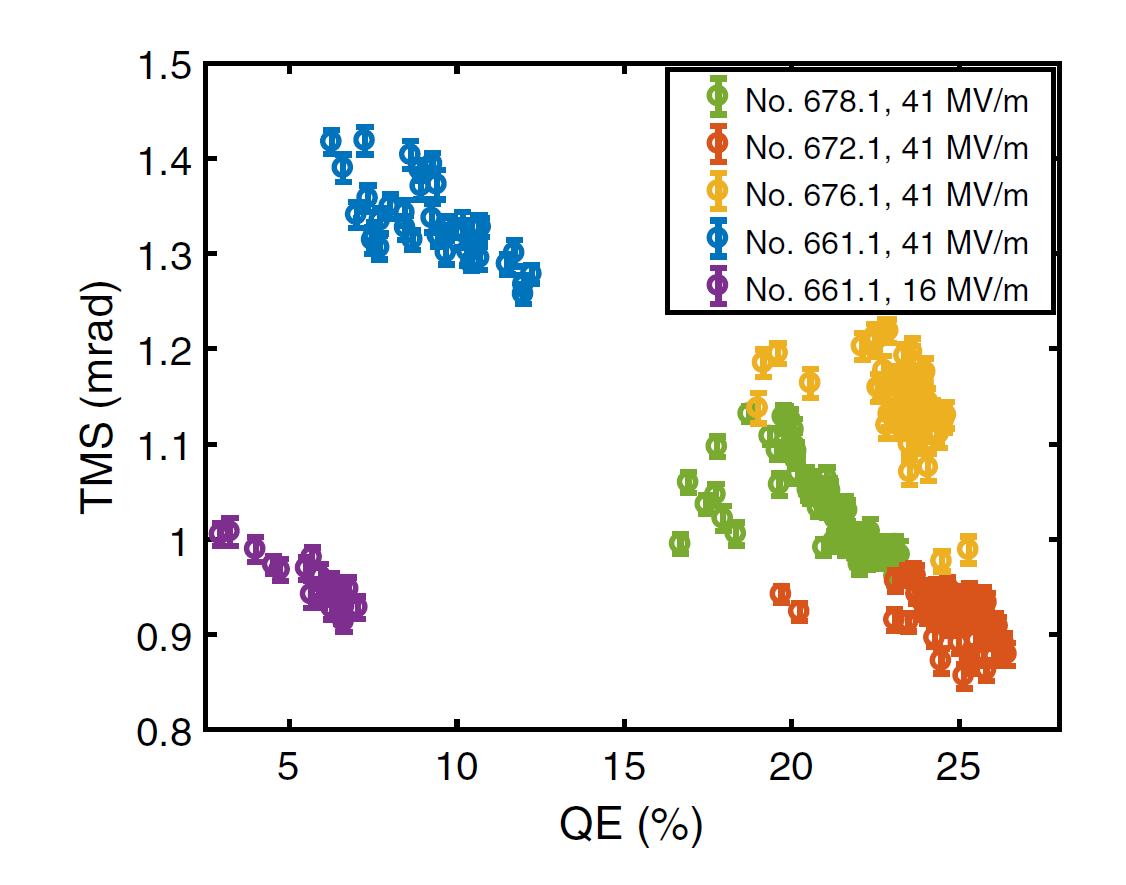 1.5
1.4
1.3
1.2
1.1
1
0.9
0.8
TMS (mrad)
No. 678.1, 41 MV/m
No. 672.1, 41 MV/m
No. 676.1, 41 MV/m
No. 661.1, 41 MV/m
No. 661.1, 16 MV/m
5 10 15 20 25
QE (%)